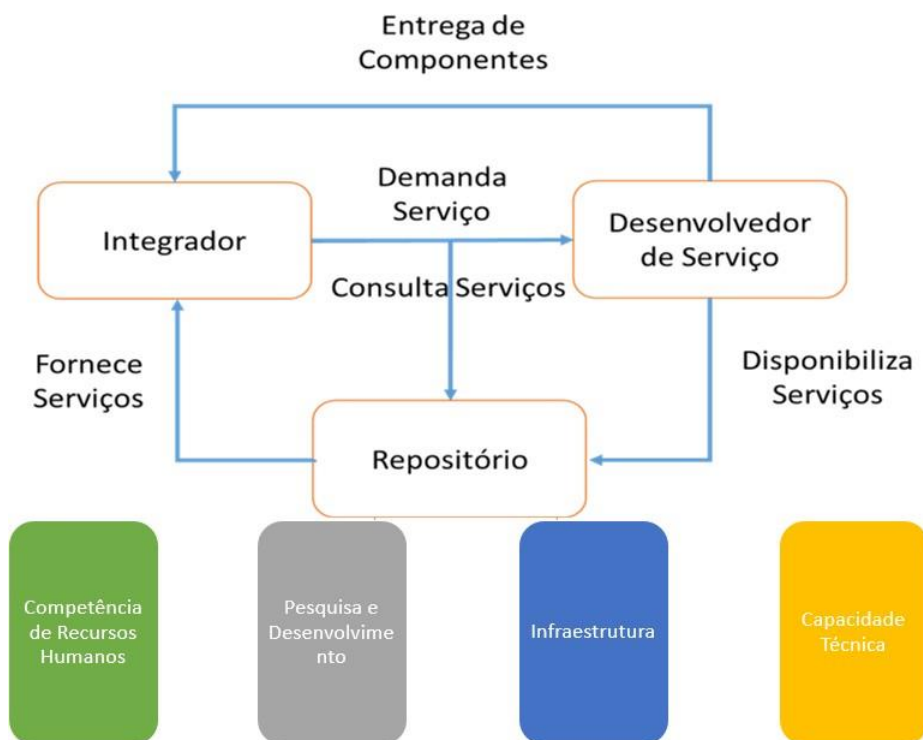 Entrega de
Componentes
Demanda
Serviço
Integrador
Desenvolvedor
de Serviço
Consulta Serviços
Fornece
Serviços
Disponibiliza
Serviços
Repositório
Competência
de Recursos
Humanos
Pesquisa e
Desenvolvime
nto
Infraestrutura
Capacidade
Técnica